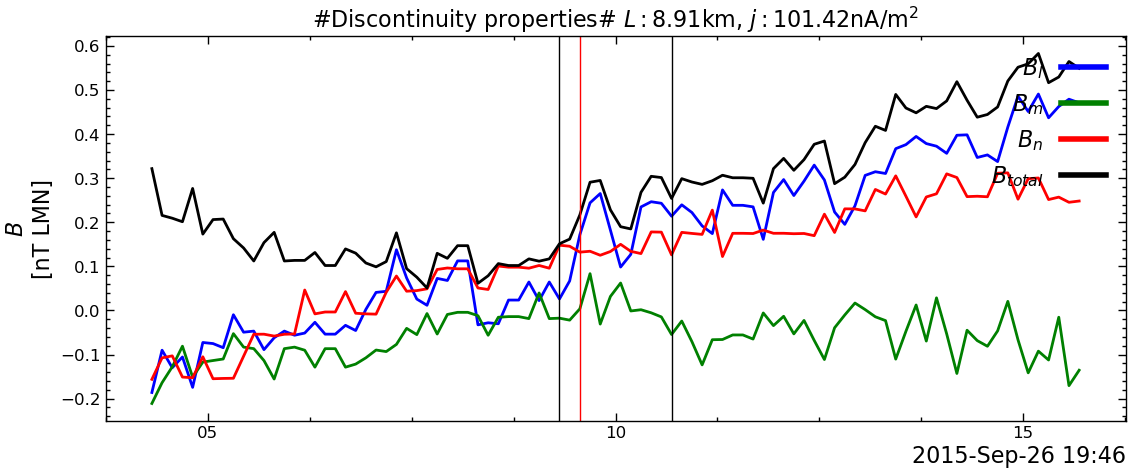 #Discontinuity properties# L : 8.91km, j : 101.42nA/m²
0.6
0.5
0.4
0.3
0.2
0.1
0.0
−0.1
−0.2
B
[nT LMN]
B_l
B_m
B_n
B_total
05
10
15
2015-Sep-26 19:46